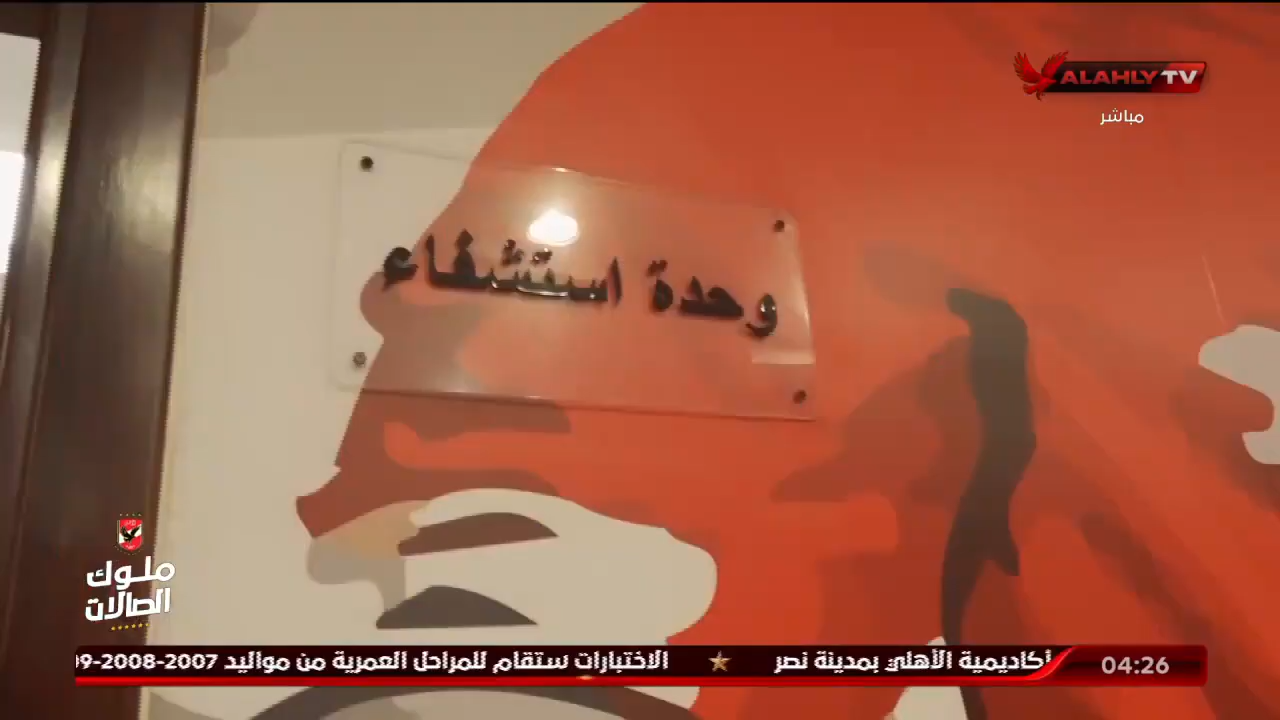 ALAHLY TV
مباشر
وحدة استشفاء
ملوك
الصالات
أكاديمية الأهلي بمدينة نصر ★ الاختبارات ستقام للمراحل العمرية من مواليد 2007-2008-09
04:26